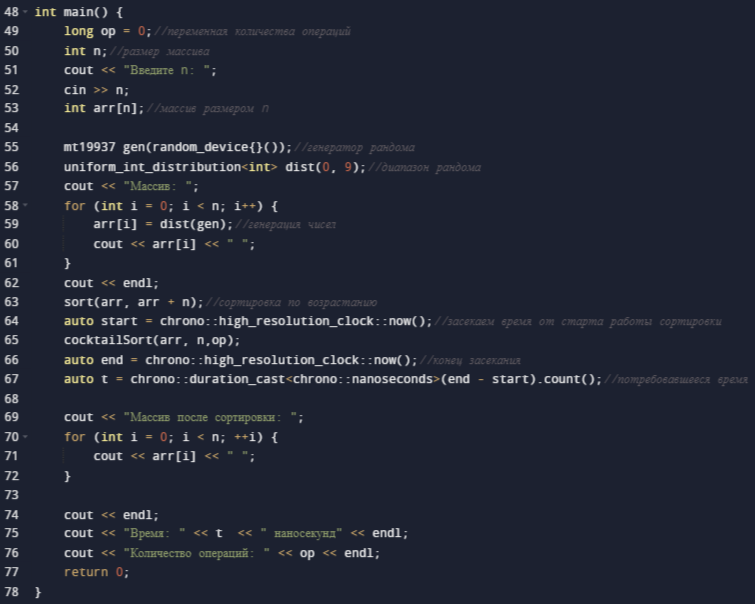 48 int main() {
49 long op = 0;//переменная количества операций
50 int n;//размер массива
51 cout << "Введите n: ";
52 cin >> n;
53 int arr[n];//массив размером n
54
55 mt19937 gen(random_device{}());//генератор рандома
56 uniform_int_distribution<int> dist(0, 9);//диапазон рандома
57 cout << "Массив: ";
58 for (int i = 0; i < n; i++) {
59 arr[i] = dist(gen);//генерация чисел
60 cout << arr[i] << " ";
61 }
62 cout << endl;
63 sort(arr, arr + n);//сортировка по возрастанию
64 auto start = chrono::high_resolution_clock::now();//засекаем время от старта работы сортировки
65 cocktailSort(arr, n,op);
66 auto end = chrono::high_resolution_clock::now();//конец засекания
67 auto t = chrono::duration_cast<chrono::nanoseconds>(end - start).count();//потребовавшееся время
68
69 cout << "Массив после сортировки: ";
70 for (int i = 0; i < n; ++i) {
71 cout << arr[i] << " ";
72 }
73
74 cout << endl;
75 cout << "Время: " << t  << " наносекунд" << endl;
76 cout << "Количество операций: " << op << endl;
77 return 0;
78 }